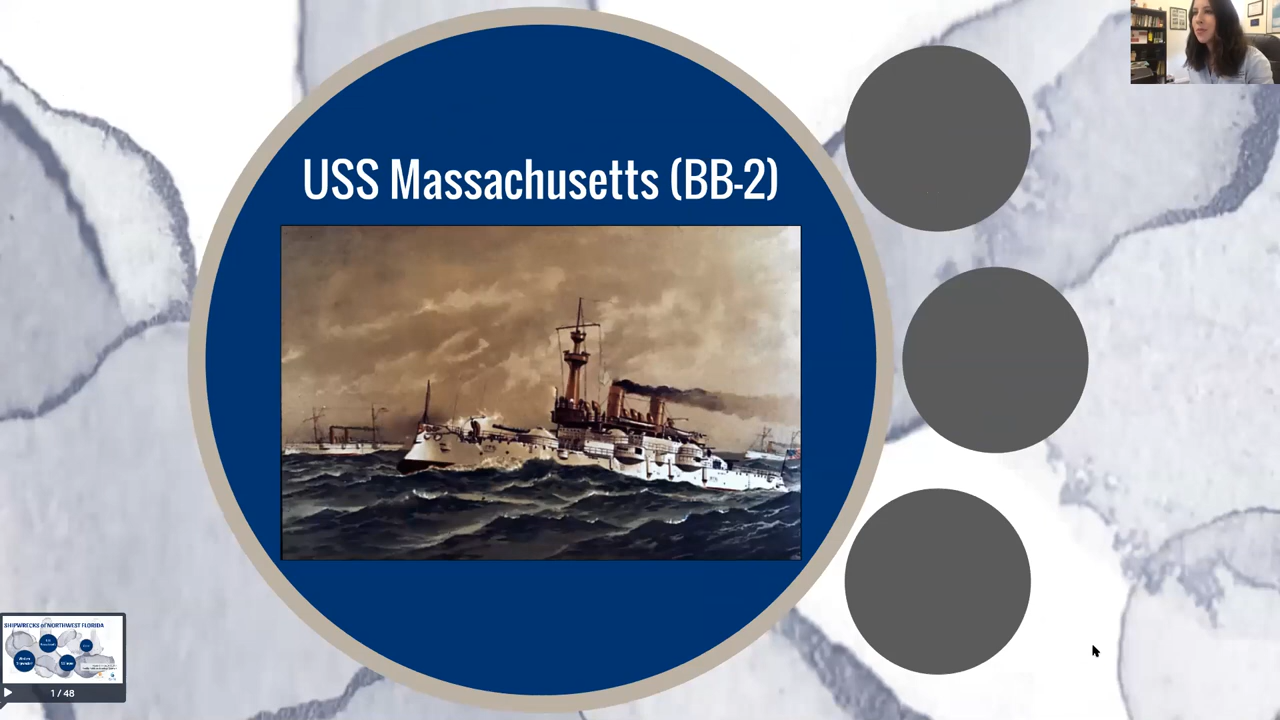 USS Massachusetts (BB-2)
SHIPWRECKS of NORTHWEST FLORIDA
1 / 48